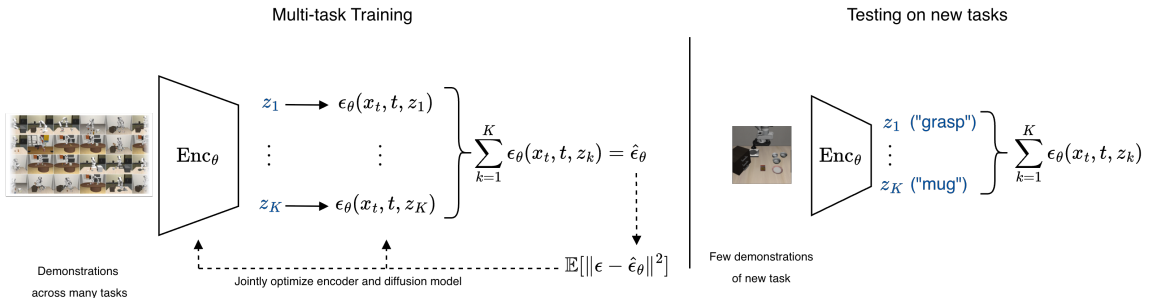 Multi-task Training
Testing on new tasks
Enc_θ
z_1
ϵ_θ(x_t, t, z_1)
⋮
⋮
z_K
ϵ_θ(x_t, t, z_K)
∑_{k=1}^{K} ϵ_θ(x_t, t, z_k) = ϵ̂_θ
𝔼[‖ϵ − ϵ̂_θ‖²]
Jointly optimize encoder and diffusion model
Demonstrations
across many tasks
Enc_θ
z_1 ("grasp")
⋮
z_K ("mug")
∑_{k=1}^{K} ϵ_θ(x_t, t, z_k)
Few demonstrations
of new task